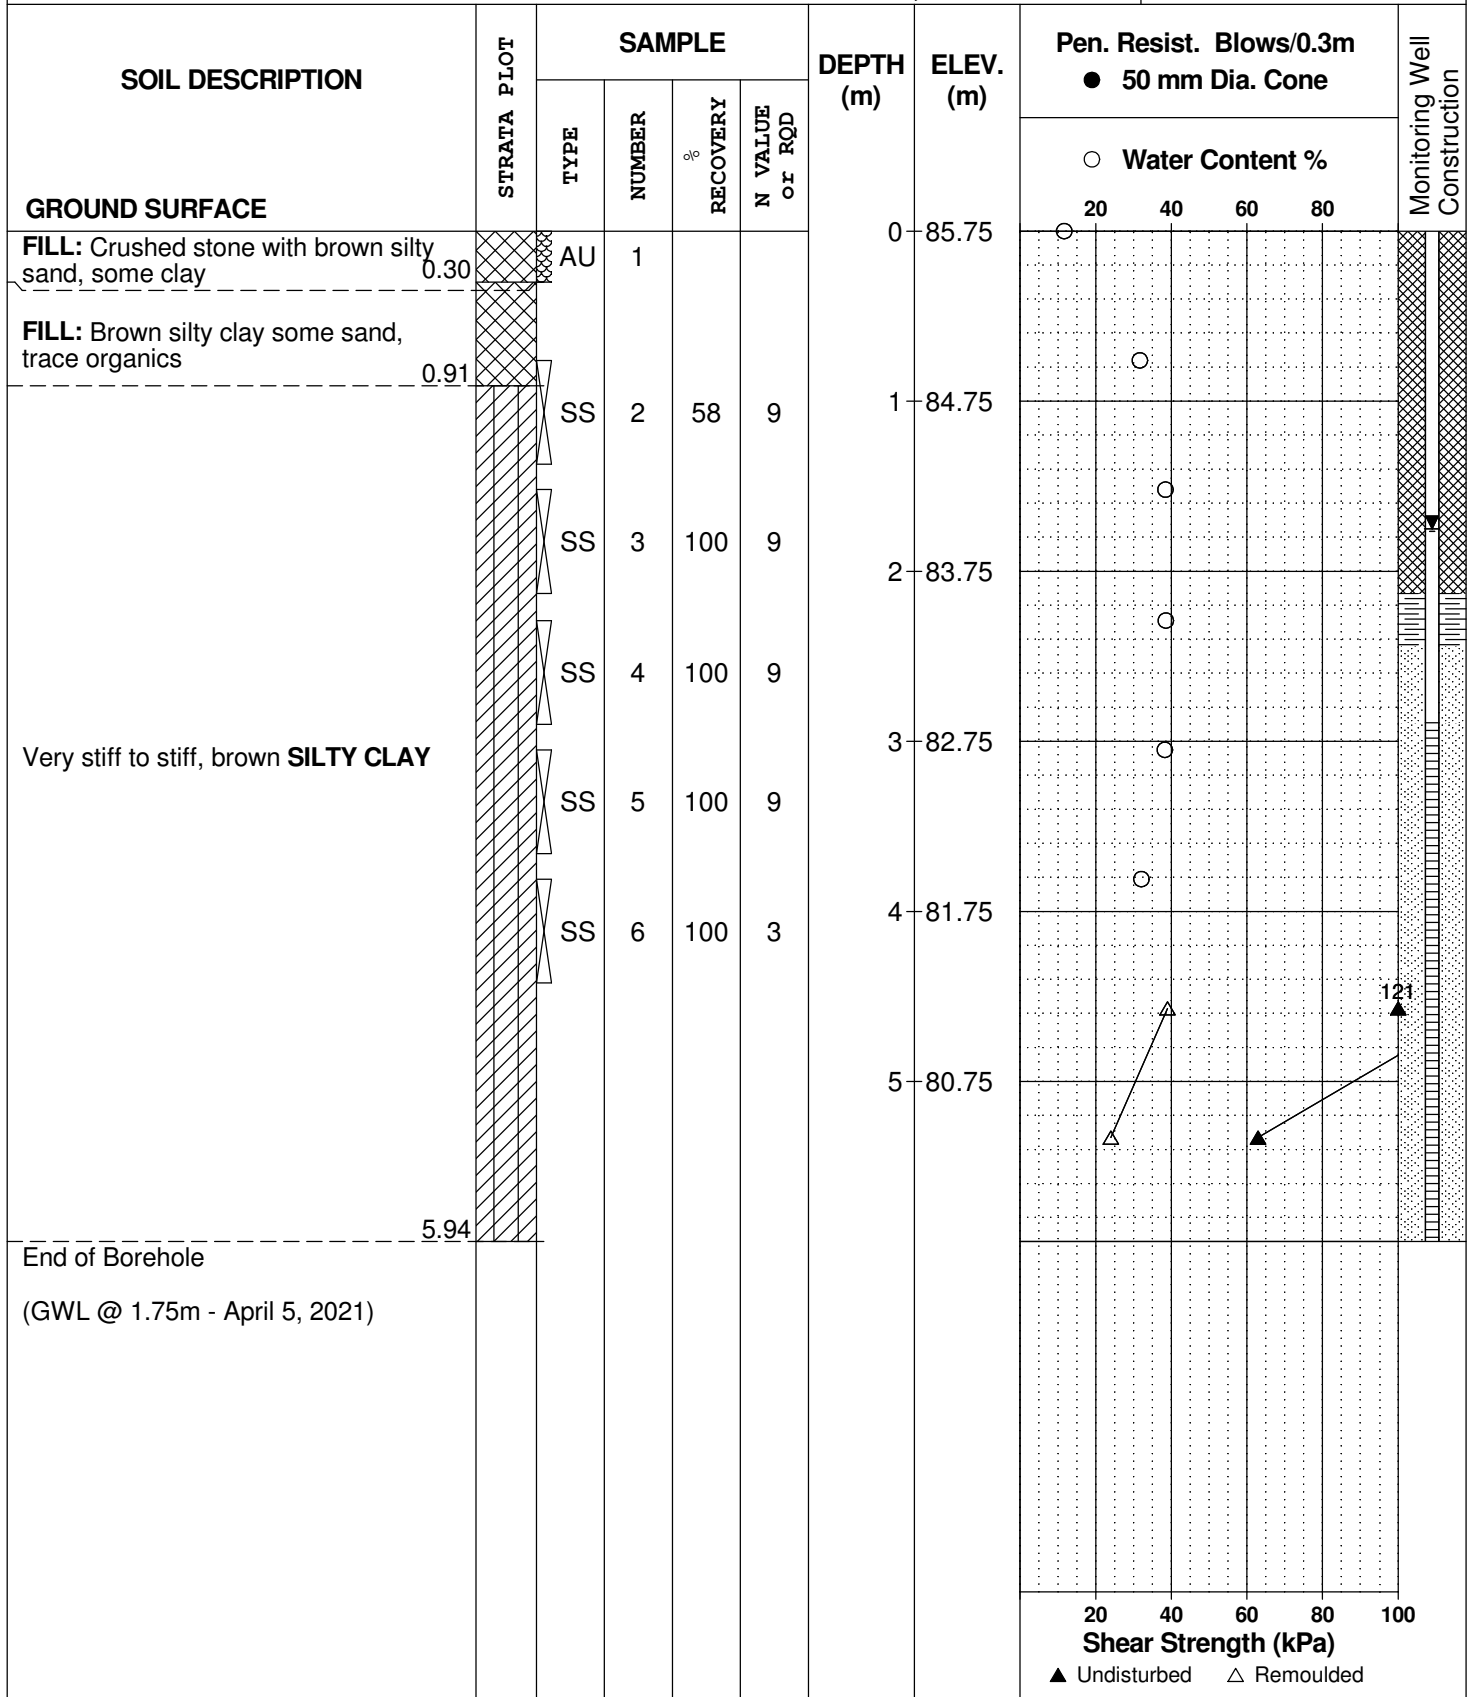 SOIL DESCRIPTION
GROUND SURFACE
STRATA PLOT
SAMPLE
TYPE
NUMBER
% RECOVERY
N VALUE or RQD
DEPTH (m)
ELEV. (m)
Pen. Resist. Blows/0.3m
● 50 mm Dia. Cone
○ Water Content %
20 40 60 80
Monitoring Well Construction
FILL: Crushed stone with brown silty
sand, some clay 0.30
AU 1
0 85.75
FILL: Brown silty clay some sand,
trace organics
0.91
SS 2 58 9
1 84.75
SS 3 100 9
2 83.75
SS 4 100 9
Very stiff to stiff, brown SILTY CLAY
3 82.75
SS 5 100 9
4 81.75
SS 6 100 3
121
5 80.75
5.94
End of Borehole
(GWL @ 1.75m - April 5, 2021)
20 40 60 80 100
Shear Strength (kPa)
▲ Undisturbed △ Remoulded